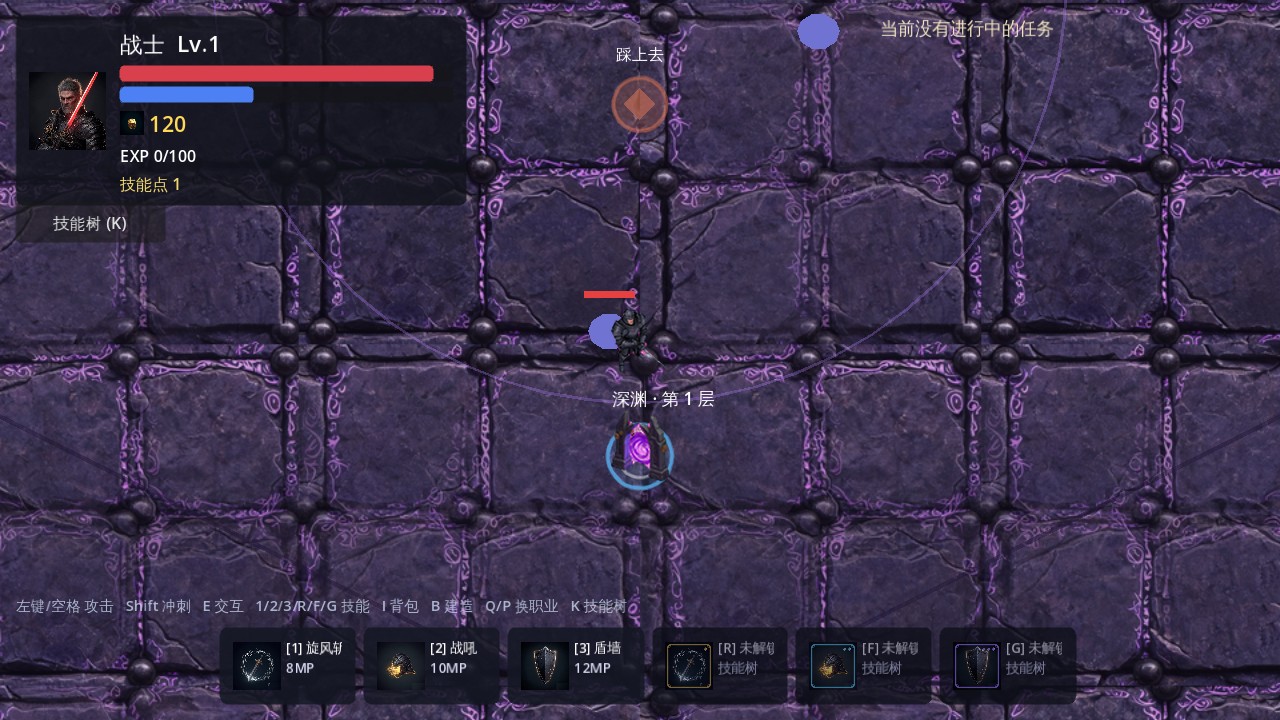 战士 Lv.1
120
EXP 0/100
技能点 1
技能树 (K)
踩上去
当前没有进行中的任务
深渊 · 第 1 层
左键/空格 攻击 Shift 冲刺 E 交互 1/2/3/R/F/G 技能 I 背包 B 建造 Q/P 换职业 K 技能树
[1] 旋风
8MP
[2] 战吼
10MP
[3] 盾墙
12MP
[R] 未解
技能树
[F] 未解
技能树
[G] 未解
技能树